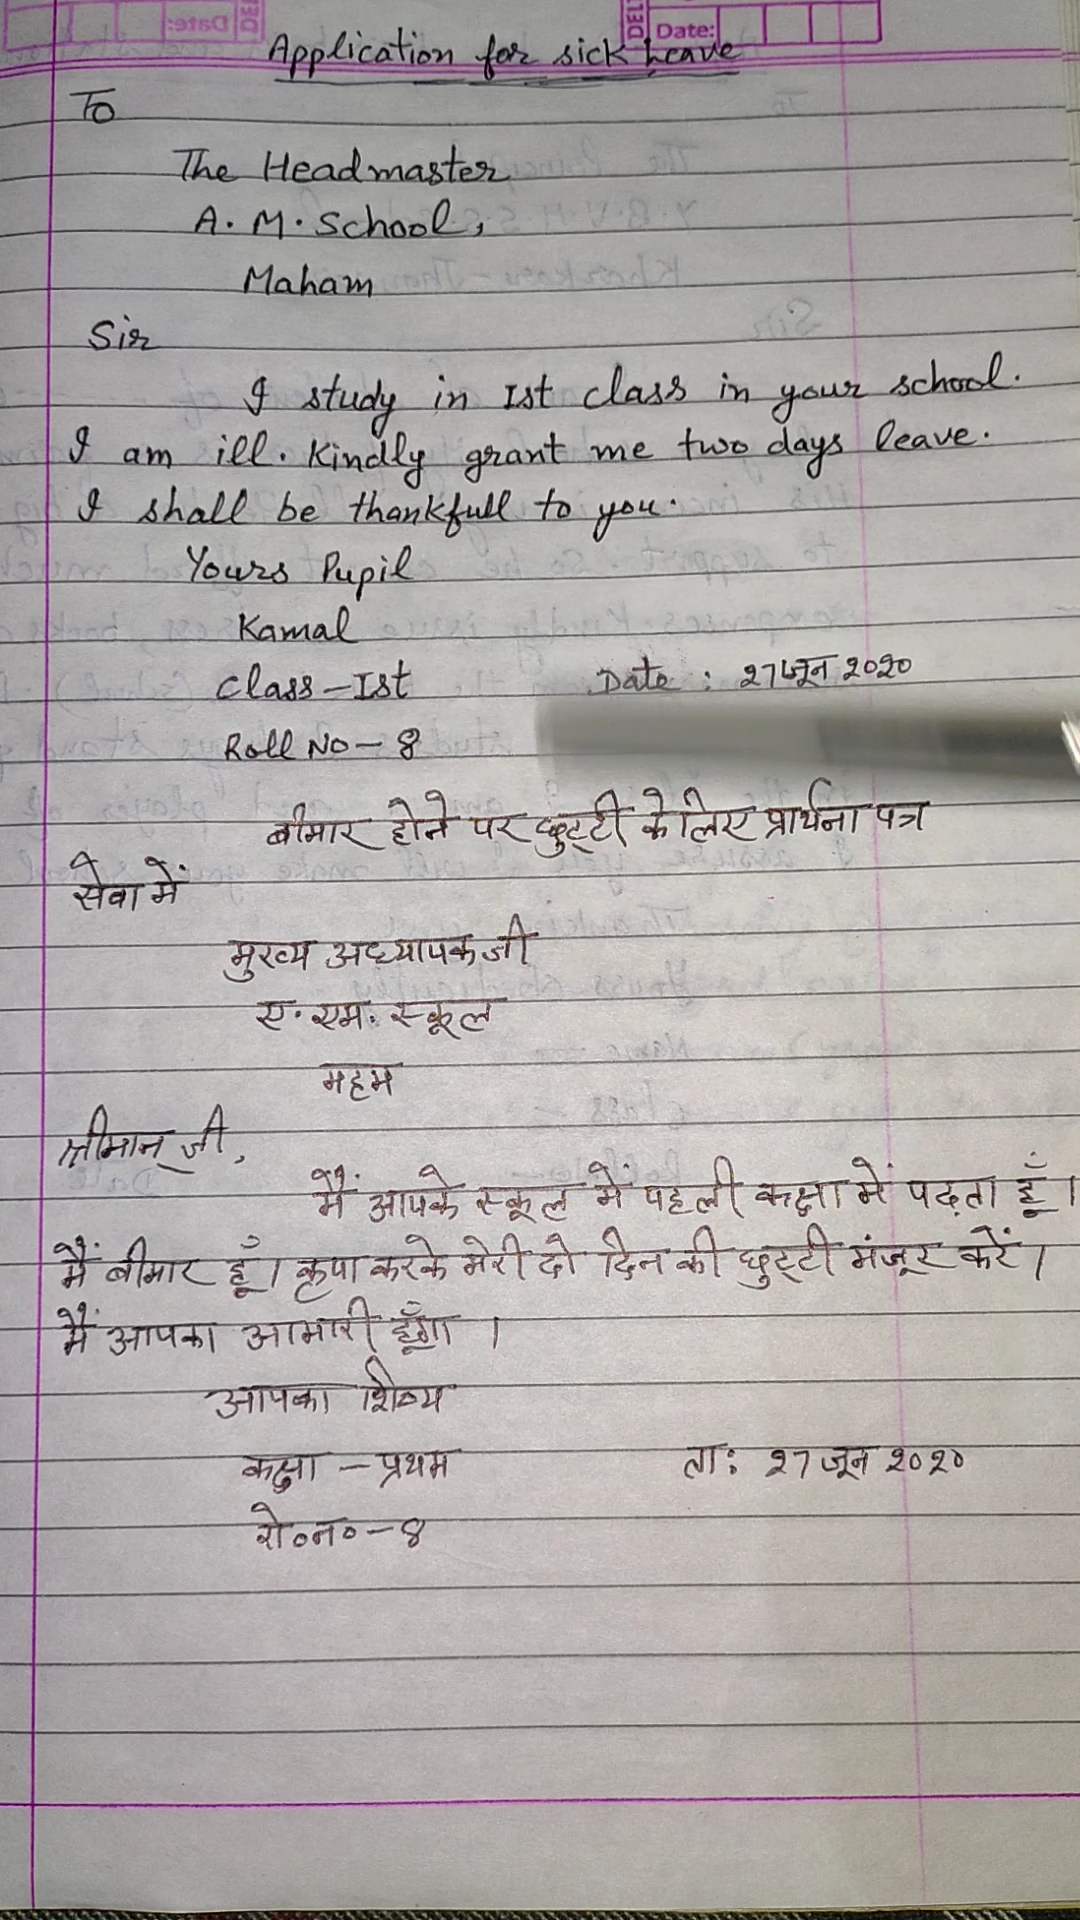 Date:
Application for sick Leave
To
The Headmaster
A. M. School,
Maham
Sir
I study in Ist class in your school.
I am ill. Kindly grant me two days leave.
I shall be thankfull to you.
Yours Pupil
Kamal
Class - Ist Date : 27 जून 2020
Roll No - 8
बीमार होने पर छुट्टी के लिए प्रार्थना पत्र
सेवा में
मुख्य अध्यापक जी
ए. एम. स्कूल
महम
श्रीमान् जी,
मैं आपके स्कूल में पहली कक्षा में पढ़ता हूँ।
मैं बीमार हूँ। कृपा करके मेरी दो दिन की छुट्टी मंजूर करें।
मैं आपका आभारी हूँगा ।
आपका शिष्य
कक्षा - प्रथम ता: 27 जून 2020
रो०न० - 8